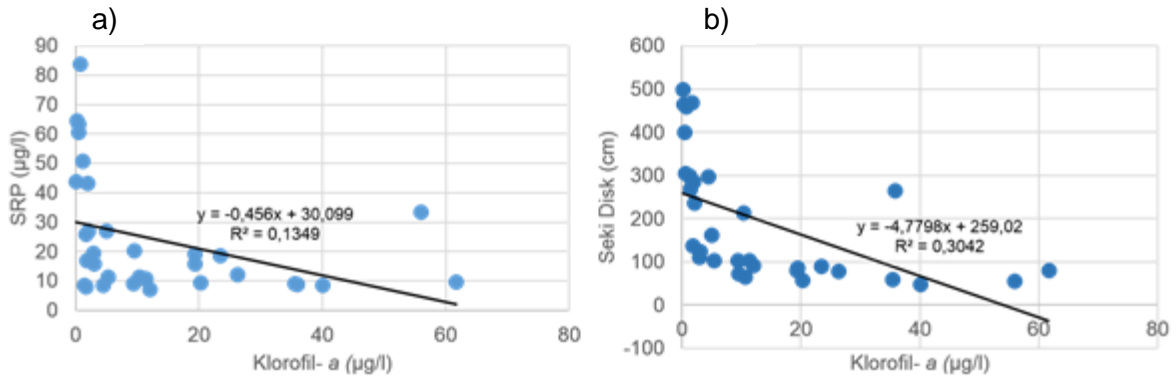 a)
90
80
70
60
50
40
30
20
10
0
SRP (µg/l)
y = -0,456x + 30,099
R² = 0,1349
0 20 40 60 80
Klorofil- a (µg/l)
b)
600
500
400
300
200
100
0
-100
Seki Disk (cm)
y = -4,7798x + 259,02
R² = 0,3042
0 20 40 60 80
Klorofil- a (µg/l)